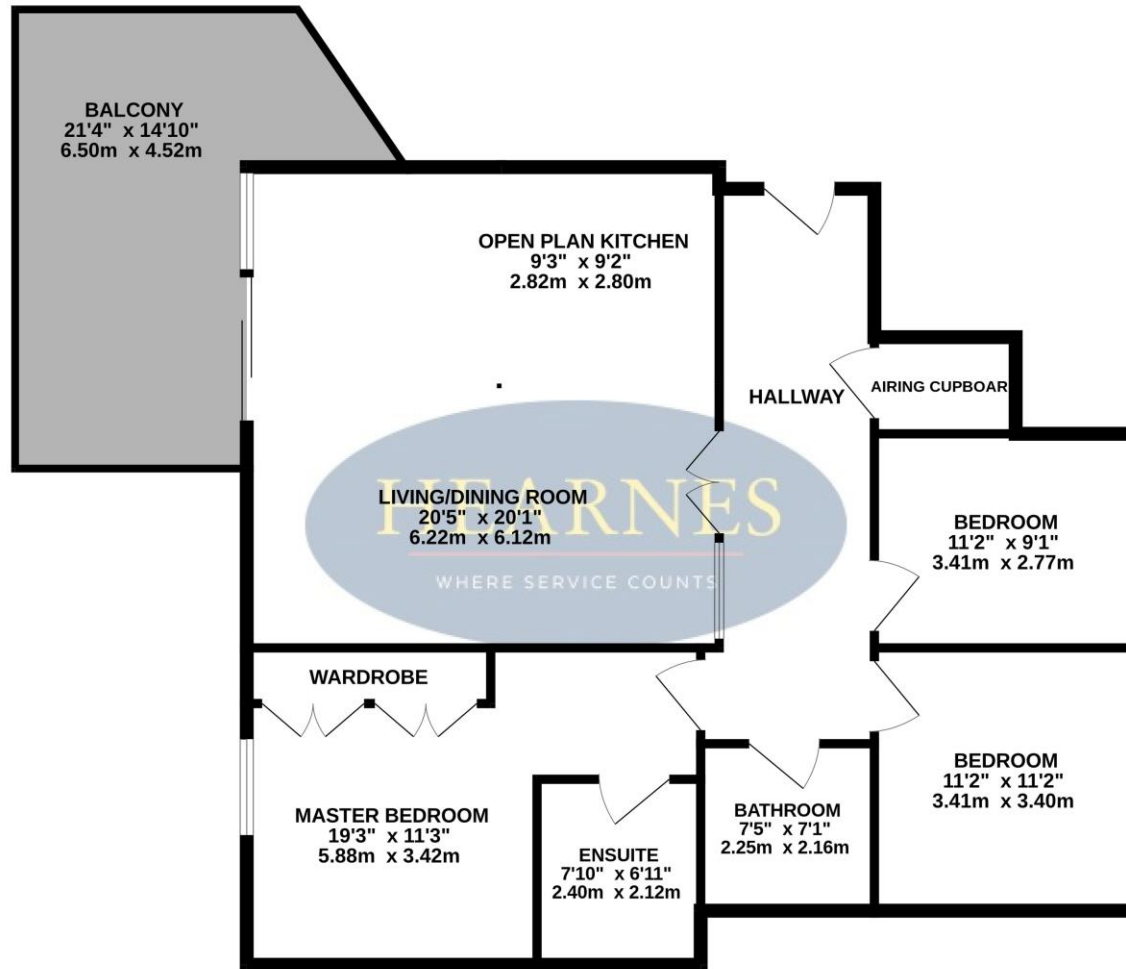 BALCONY
21'4" x 14'10"
6.50m x 4.52m
OPEN PLAN KITCHEN
9'3" x 9'2"
2.82m x 2.80m
HALLWAY
AIRING CUPBOAR
LIVING/DINING ROOM
20'5" x 20'1"
6.22m x 6.12m
HEARNES
WHERE SERVICE COUNTS
BEDROOM
11'2" x 9'1"
3.41m x 2.77m
WARDROBE
MASTER BEDROOM
19'3" x 11'3"
5.88m x 3.42m
ENSUITE
7'10" x 6'11"
2.40m x 2.12m
BATHROOM
7'5" x 7'1"
2.25m x 2.16m
BEDROOM
11'2" x 11'2"
3.41m x 3.40m